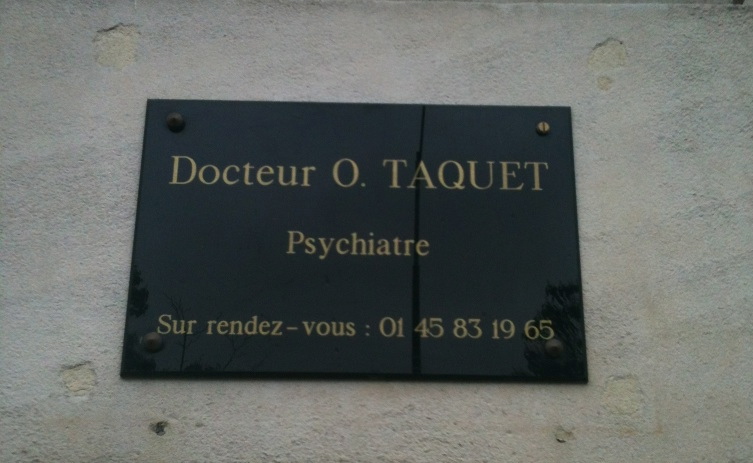 Docteur O. TAQUET
Psychiatre
Sur rendez-vous : 01 45 83 19 65